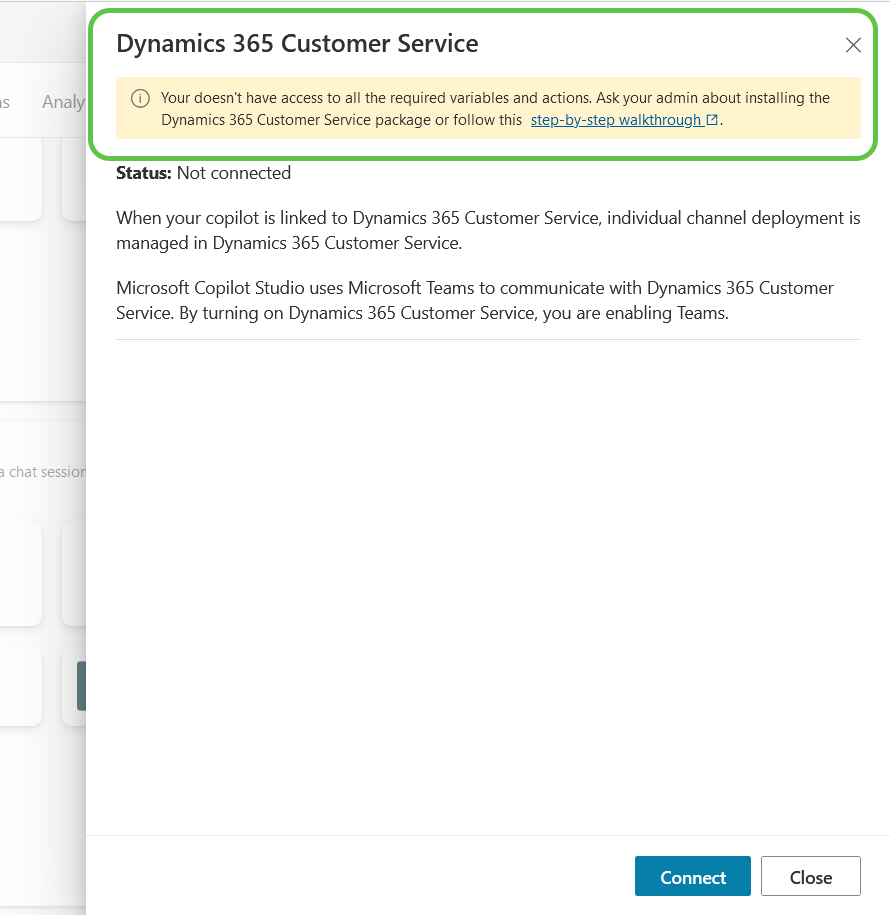 Dynamics 365 Customer Service
Your doesn't have access to all the required variables and actions. Ask your admin about installing the
Dynamics 365 Customer Service package or follow this step-by-step walkthrough.
Status: Not connected
When your copilot is linked to Dynamics 365 Customer Service, individual channel deployment is
managed in Dynamics 365 Customer Service.
Microsoft Copilot Studio uses Microsoft Teams to communicate with Dynamics 365 Customer
Service. By turning on Dynamics 365 Customer Service, you are enabling Teams.
s Analy
a chat session
Connect Close